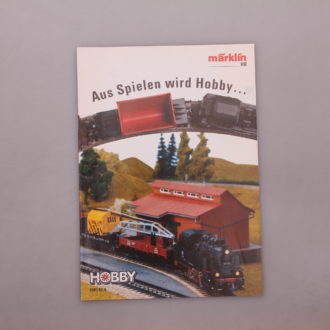 märklin
H0
Aus Spielen wird Hobby...
HOBBY